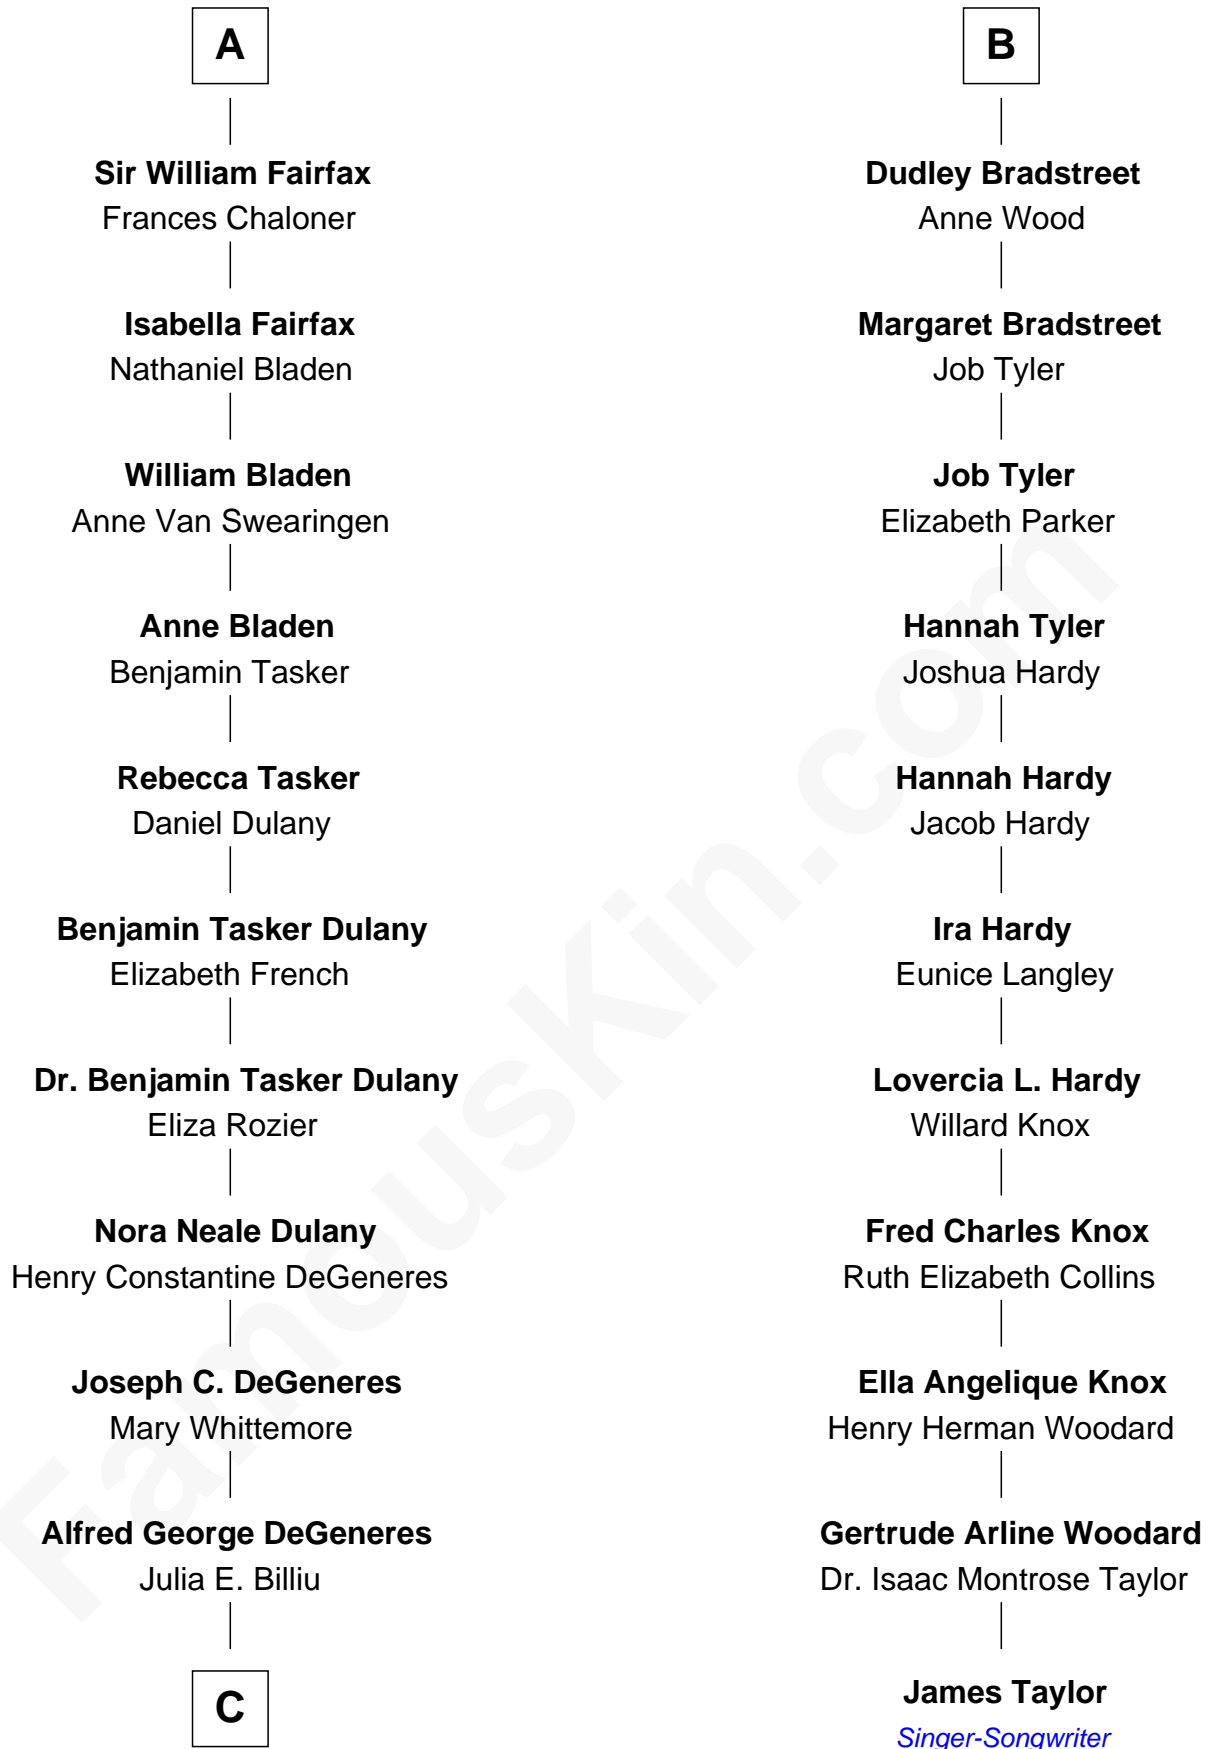 A
Sir William Fairfax
Frances Chaloner
Isabella Fairfax
Nathaniel Bladen
William Bladen
Anne Van Swearingen
Anne Bladen
Benjamin Tasker
Rebecca Tasker
Daniel Dulany
Benjamin Tasker Dulany
Elizabeth French
Dr. Benjamin Tasker Dulany
Eliza Rozier
Nora Neale Dulany
Henry Constantine DeGeneres
Joseph C. DeGeneres
Mary Whittemore
Alfred George DeGeneres
Julia E. Billiu
C
B
Dudley Bradstreet
Anne Wood
Margaret Bradstreet
Job Tyler
Job Tyler
Elizabeth Parker
Hannah Tyler
Joshua Hardy
Hannah Hardy
Jacob Hardy
Ira Hardy
Eunice Langley
Lovercia L. Hardy
Willard Knox
Fred Charles Knox
Ruth Elizabeth Collins
Ella Angelique Knox
Henry Herman Woodard
Gertrude Arline Woodard
Dr. Isaac Montrose Taylor
James Taylor
Singer-Songwriter
FamousKin.com